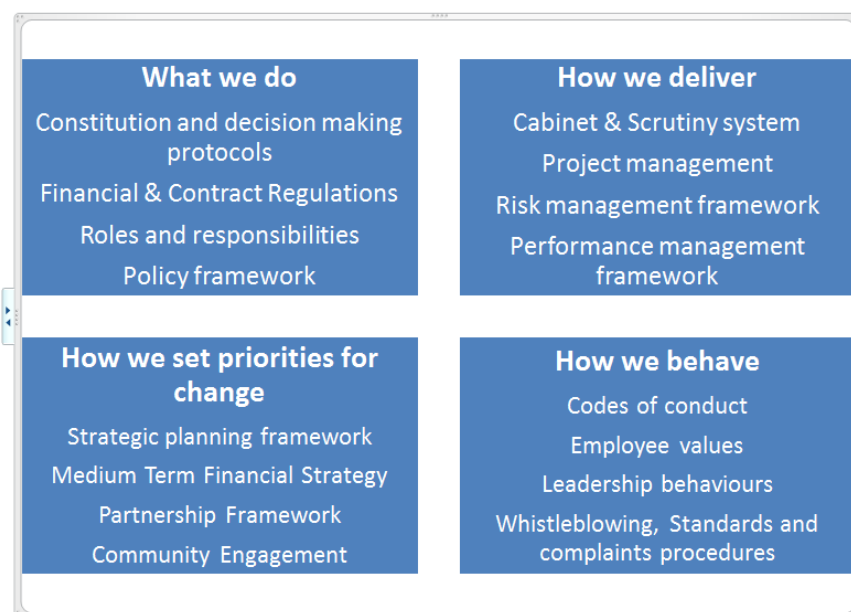 What we do
Constitution and decision making
protocols
Financial & Contract Regulations
Roles and responsibilities
Policy framework
How we deliver
Cabinet & Scrutiny system
Project management
Risk management framework
Performance management
framework
How we set priorities for
change
Strategic planning framework
Medium Term Financial Strategy
Partnership Framework
Community Engagement
How we behave
Codes of conduct
Employee values
Leadership behaviours
Whistleblowing, Standards and
complaints procedures